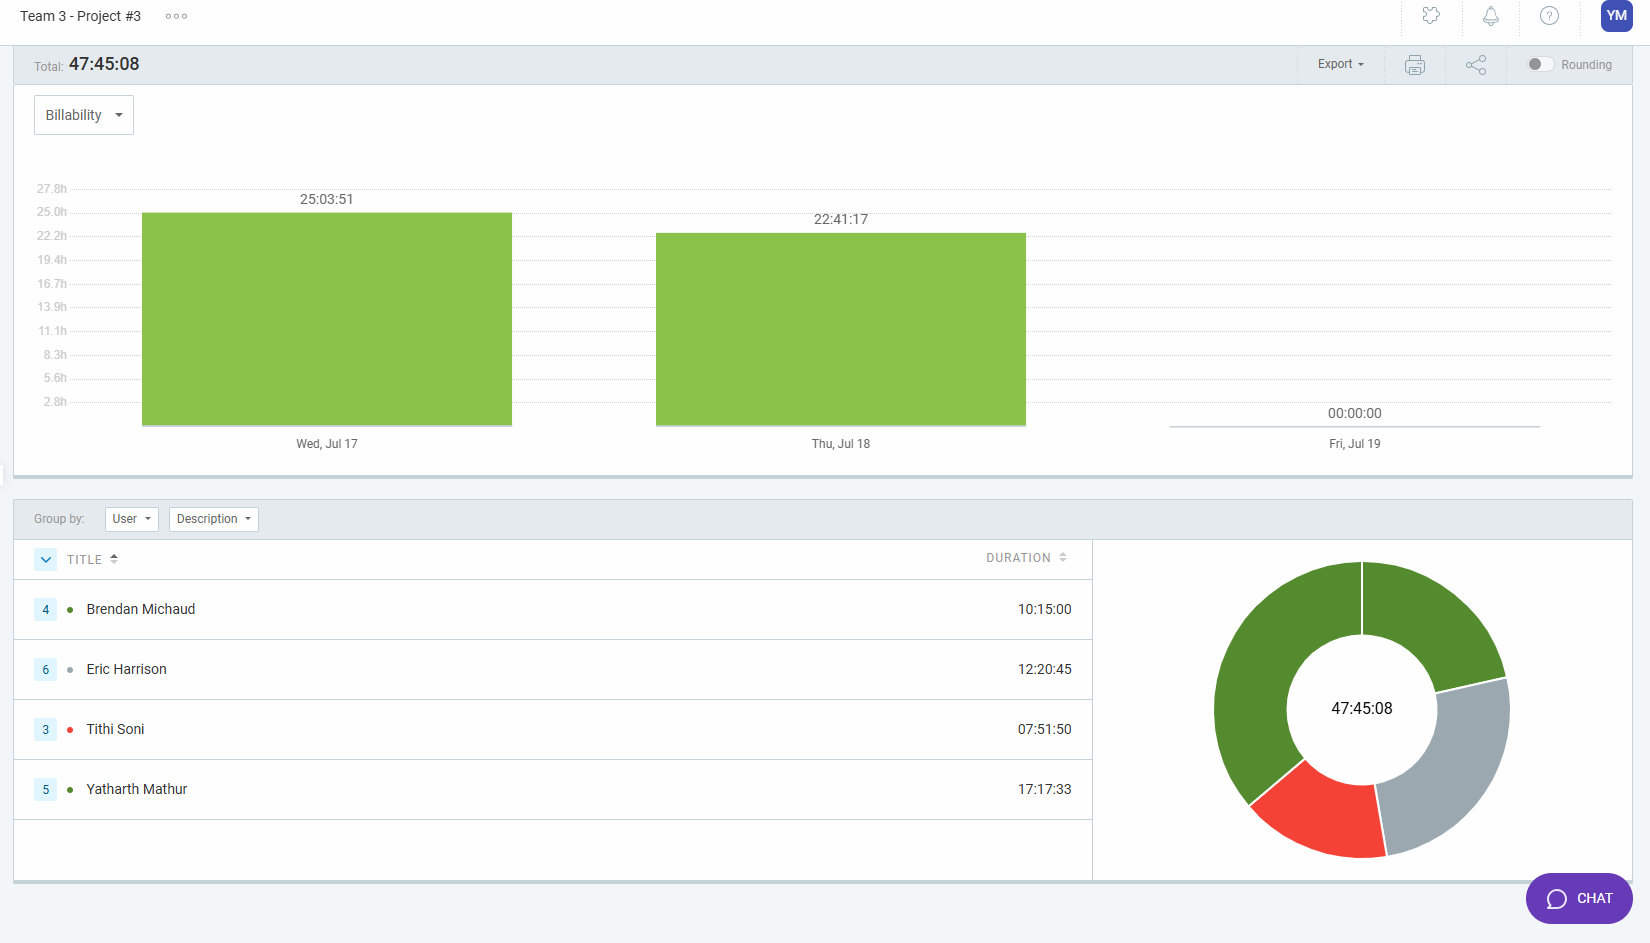 Team 3 - Project #3
YM
Total: 47:45:08
Export
Rounding
Billability
27.8h
25.0h
22.2h
19.4h
16.7h
13.9h
11.1h
8.3h
5.6h
2.8h
25:03:51
22:41:17
00:00:00
Wed, Jul 17
Thu, Jul 18
Fri, Jul 19
Group by: User Description
TITLE DURATION
4 Brendan Michaud 10:15:00
6 Eric Harrison 12:20:45
3 Tithi Soni 07:51:50
5 Yatharth Mathur 17:17:33
47:45:08
CHAT